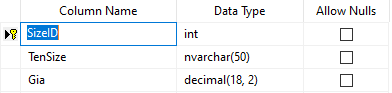 Column Name Data Type Allow Nulls
SizeID int
TenSize nvarchar(50)
Gia decimal(18, 2)